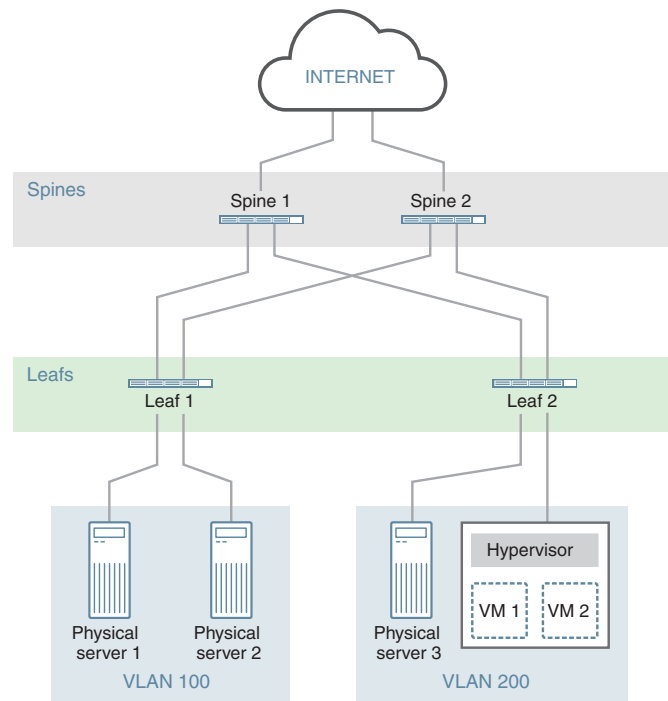 INTERNET
Spines
Spine 1
Spine 2
Leafs
Leaf 1
Leaf 2
Physical
server 1
Physical
server 2
VLAN 100
Physical
server 3
Hypervisor
VM 1
VM 2
VLAN 200